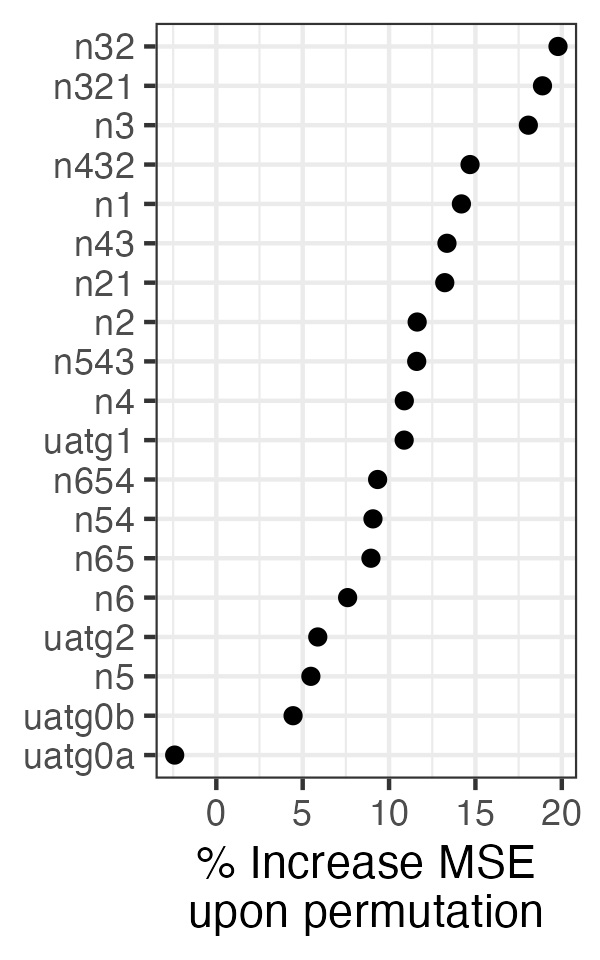 n32
n321
n3
n432
n1
n43
n21
n2
n543
n4
uatg1
n654
n54
n65
n6
uatg2
n5
uatg0b
uatg0a
0 5 10 15 20
% Increase MSE
upon permutation